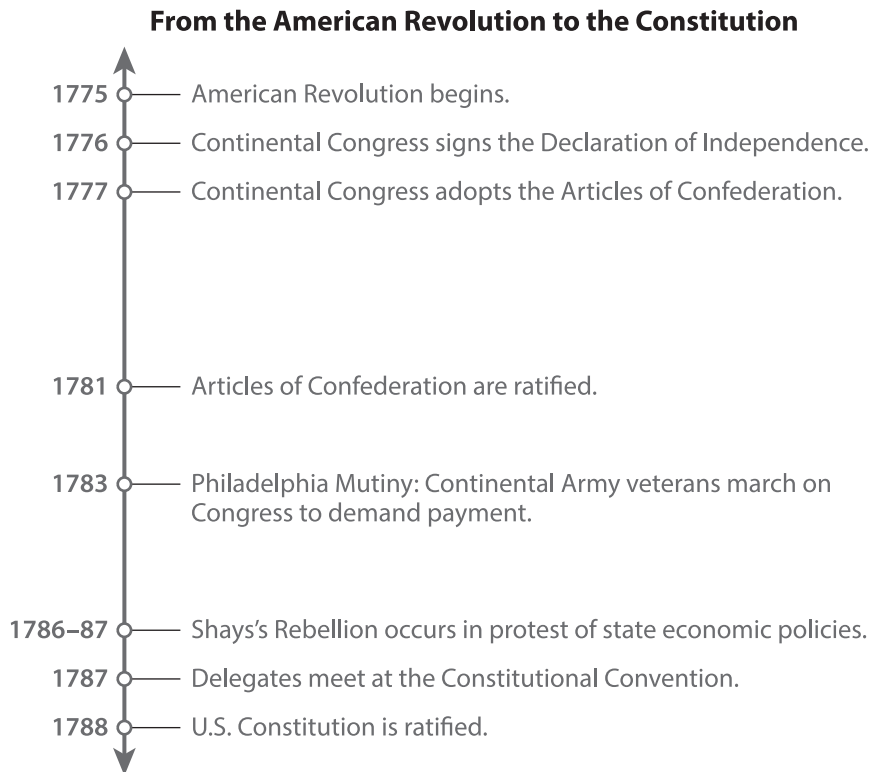 From the American Revolution to the Constitution
1775 American Revolution begins.
1776 Continental Congress signs the Declaration of Independence.
1777 Continental Congress adopts the Articles of Confederation.
1781 Articles of Confederation are ratified.
1783 Philadelphia Mutiny: Continental Army veterans march on
Congress to demand payment.
1786–87 Shays's Rebellion occurs in protest of state economic policies.
1787 Delegates meet at the Constitutional Convention.
1788 U.S. Constitution is ratified.